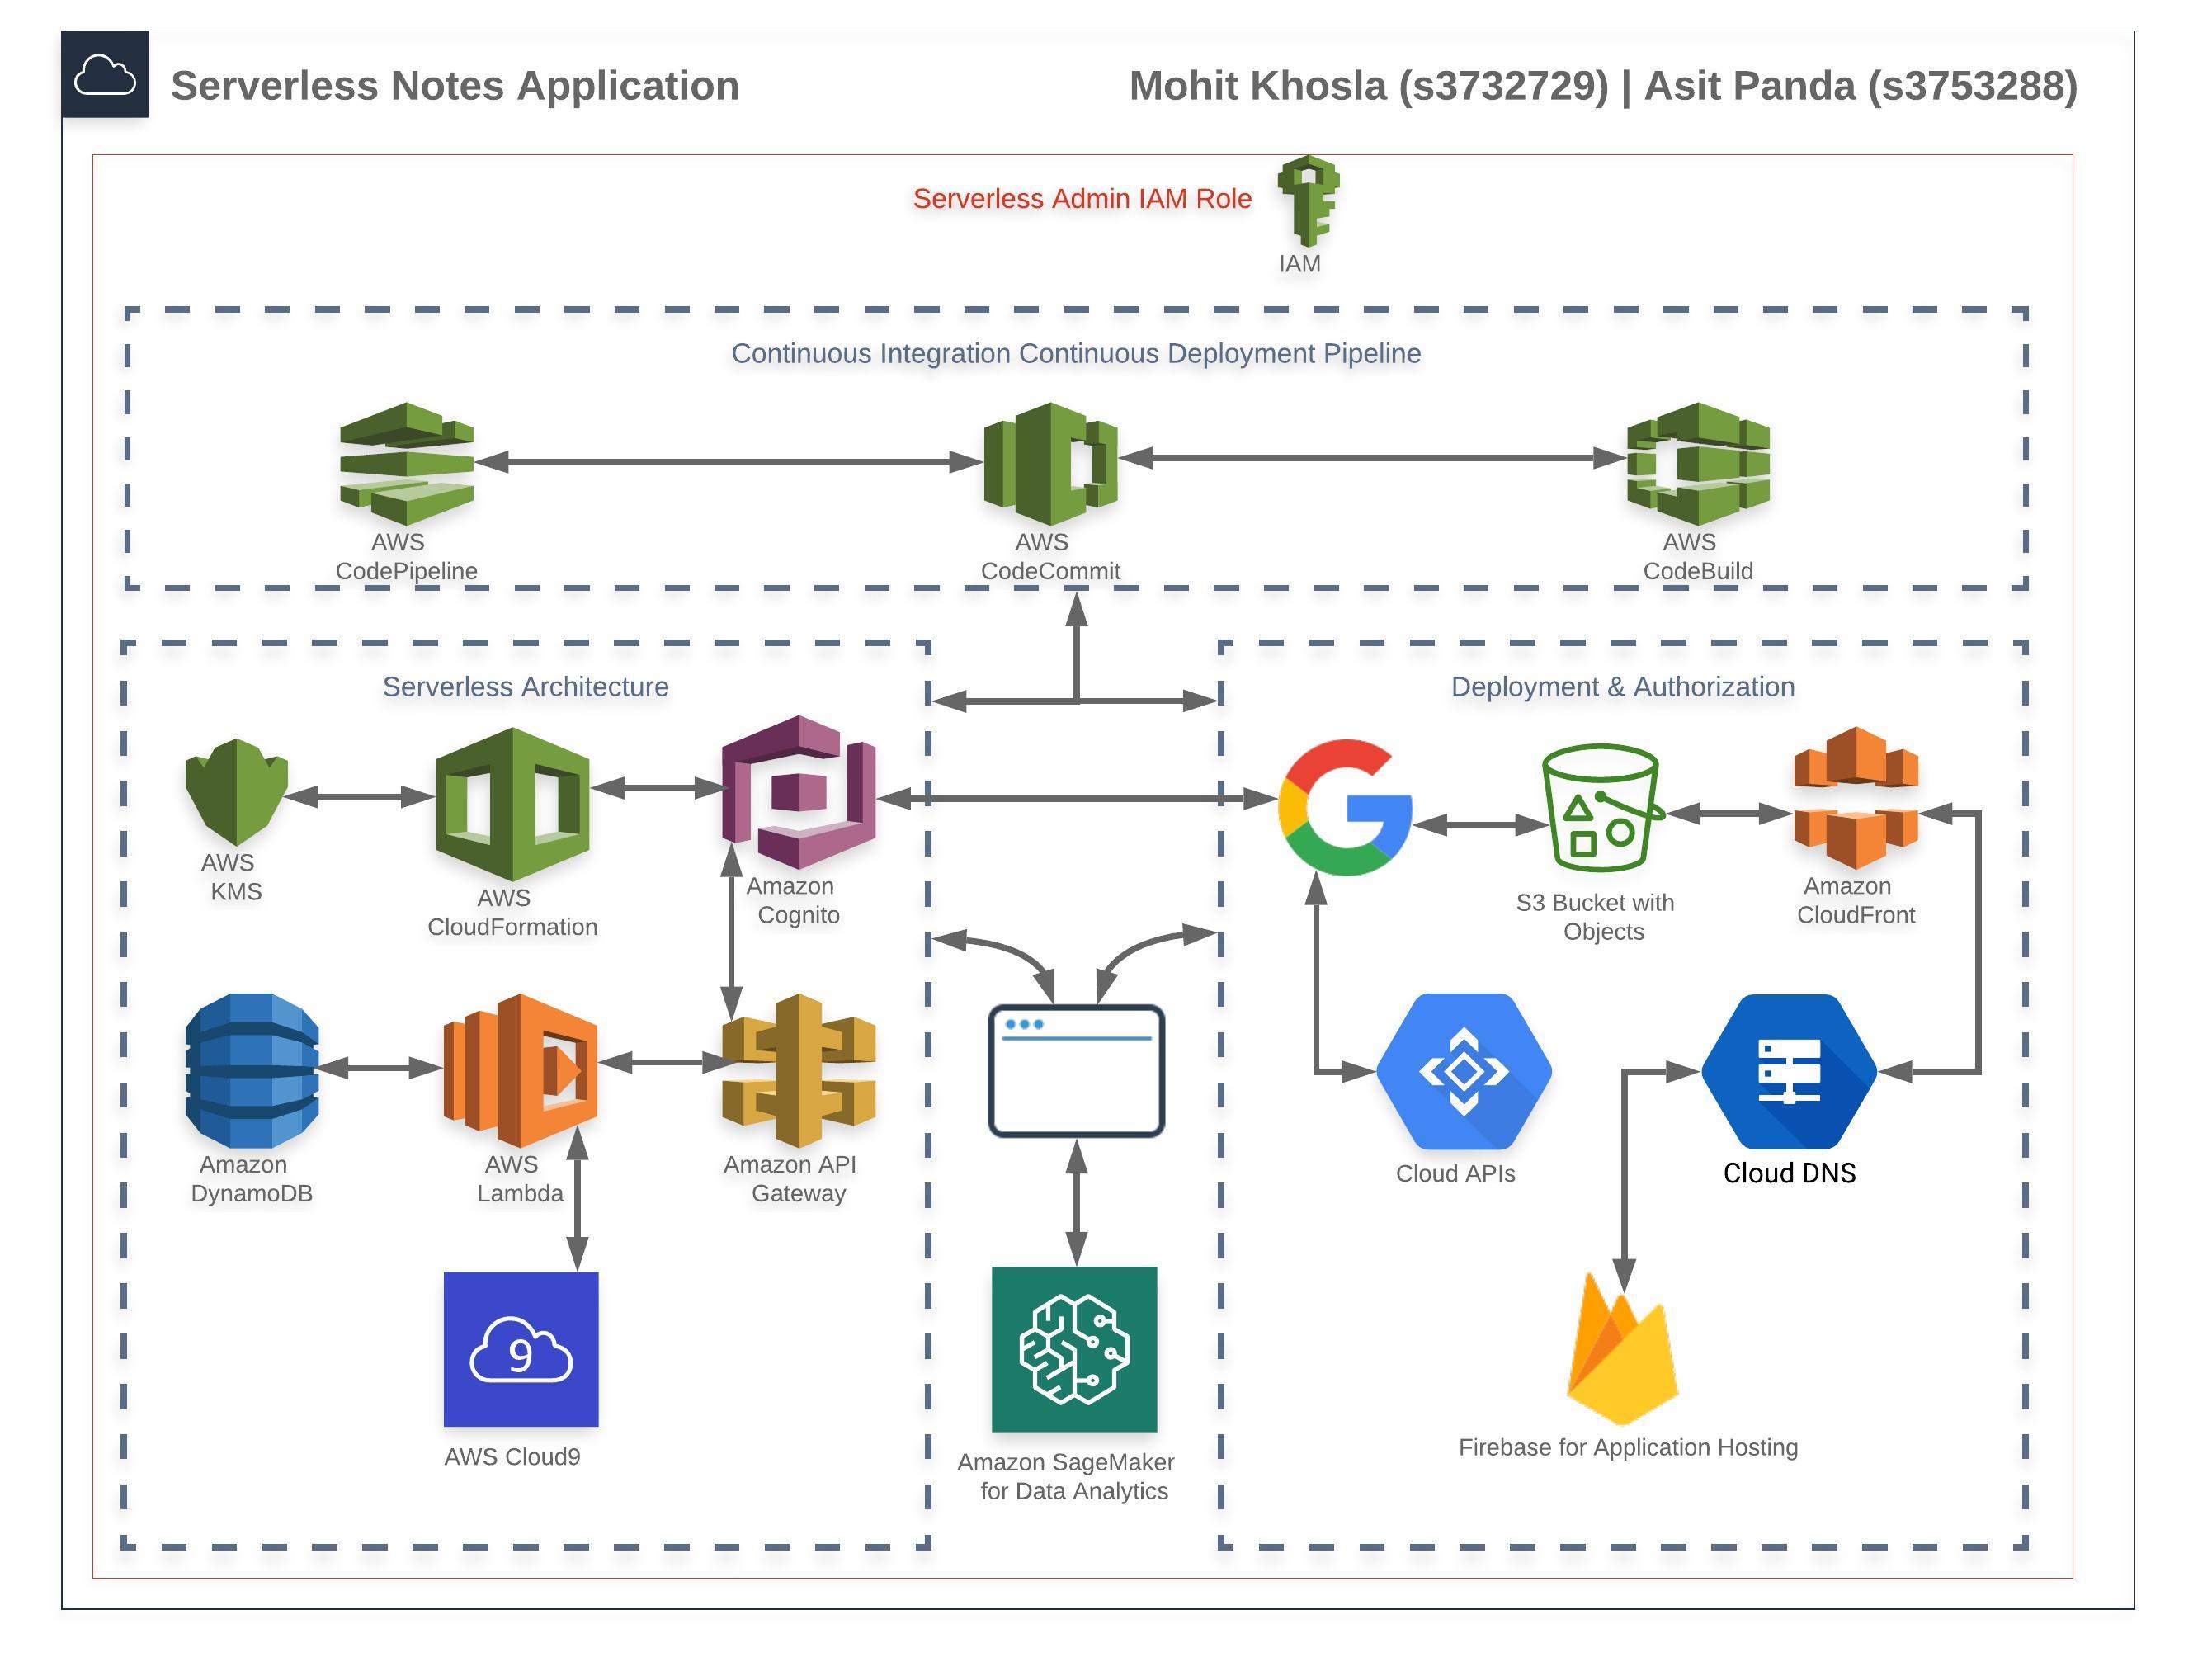 Serverless Notes Application
Mohit Khosla (s3732729) | Asit Panda (s3753288)
Serverless Admin IAM Role
IAM
Continuous Integration Continuous Deployment Pipeline
AWS
CodePipeline
AWS
CodeCommit
AWS
CodeBuild
Serverless Architecture
AWS
KMS
AWS
CloudFormation
Amazon
Cognito
Amazon
DynamoDB
AWS
Lambda
Amazon API
Gateway
9
AWS Cloud9
Amazon SageMaker
for Data Analytics
Deployment & Authorization
S3 Bucket with
Objects
Amazon
CloudFront
Cloud APIs
Cloud DNS
Firebase for Application Hosting